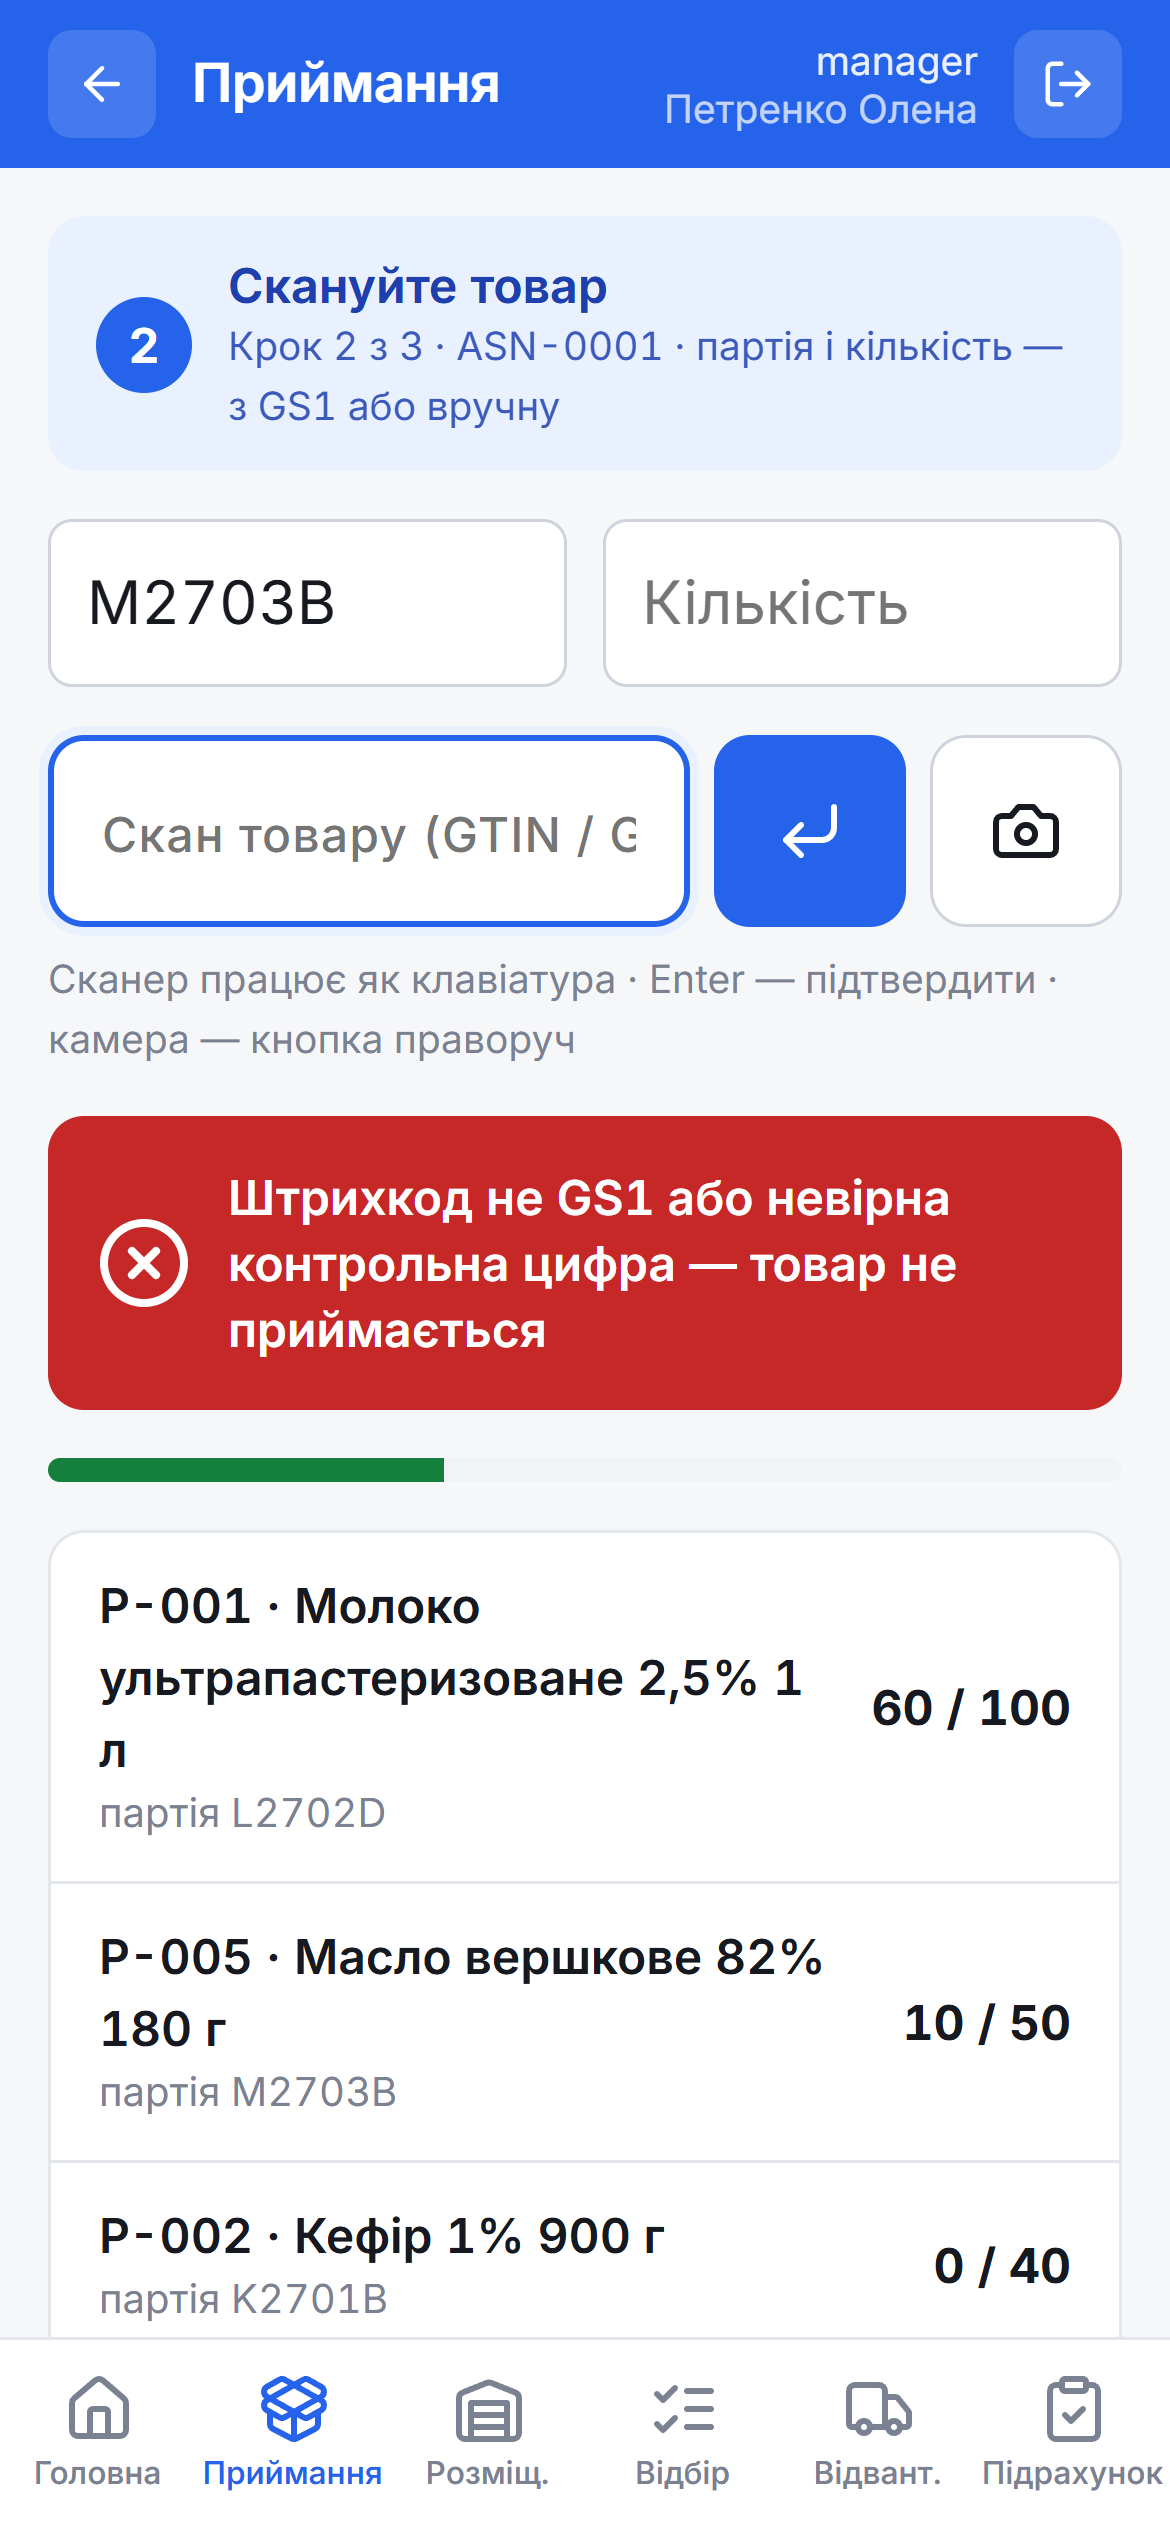 Приймання
manager
Петренко Олена
2
Скануйте товар
Крок 2 з 3 · ASN-0001 · партія і кількість —
з GS1 або вручну
M2703B
Кількість
Скан товару (GTIN / G
Сканер працює як клавіатура · Enter — підтвердити ·
камера — кнопка праворуч
Штрихкод не GS1 або невірна
контрольна цифра — товар не
приймається
P-001 · Молоко
ультрапастеризоване 2,5% 1
л
60 / 100
партія L2702D
P-005 · Масло вершкове 82%
180 г
10 / 50
партія M2703B
P-002 · Кефір 1% 900 г
0 / 40
партія K2701B
Головна
Приймання
Розміщ.
Відбір
Відвант.
Підрахунок